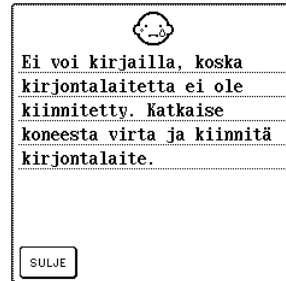 Ei voi kirjailla, koska
kirjontalaitetta ei ole
kiinnitetty. Katkaise
koneesta virta ja kiinnitä
kirjontalaite.
SULJE